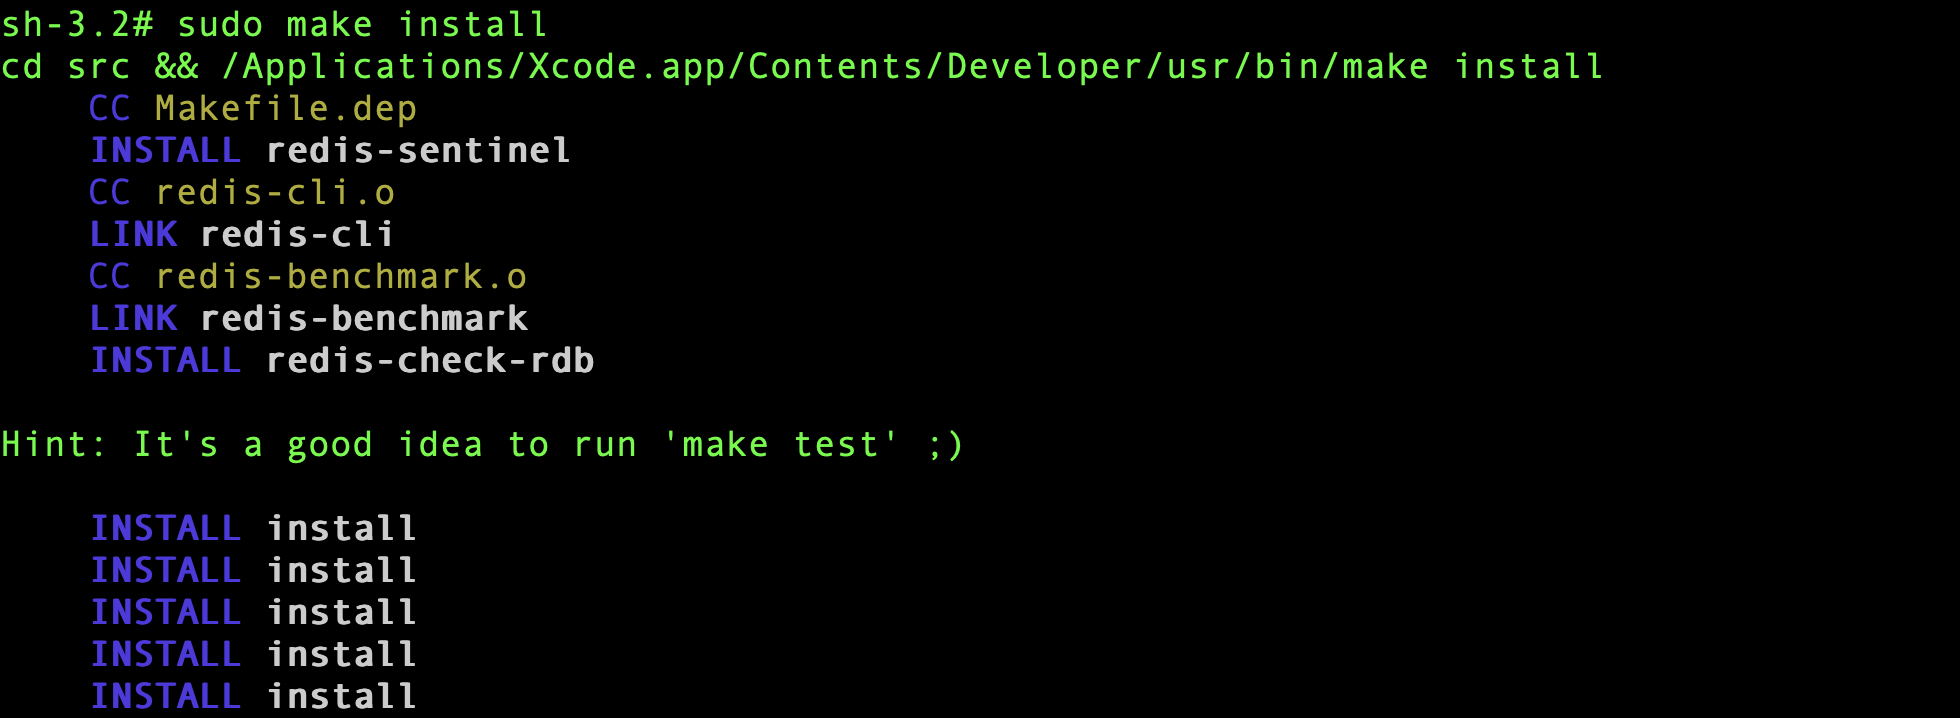 sh-3.2# sudo make install
cd src && /Applications/Xcode.app/Contents/Developer/usr/bin/make install
CC Makefile.dep
INSTALL redis-sentinel
CC redis-cli.o
LINK redis-cli
CC redis-benchmark.o
LINK redis-benchmark
INSTALL redis-check-rdb
Hint: It's a good idea to run 'make test' ;)
INSTALL install
INSTALL install
INSTALL install
INSTALL install
INSTALL install